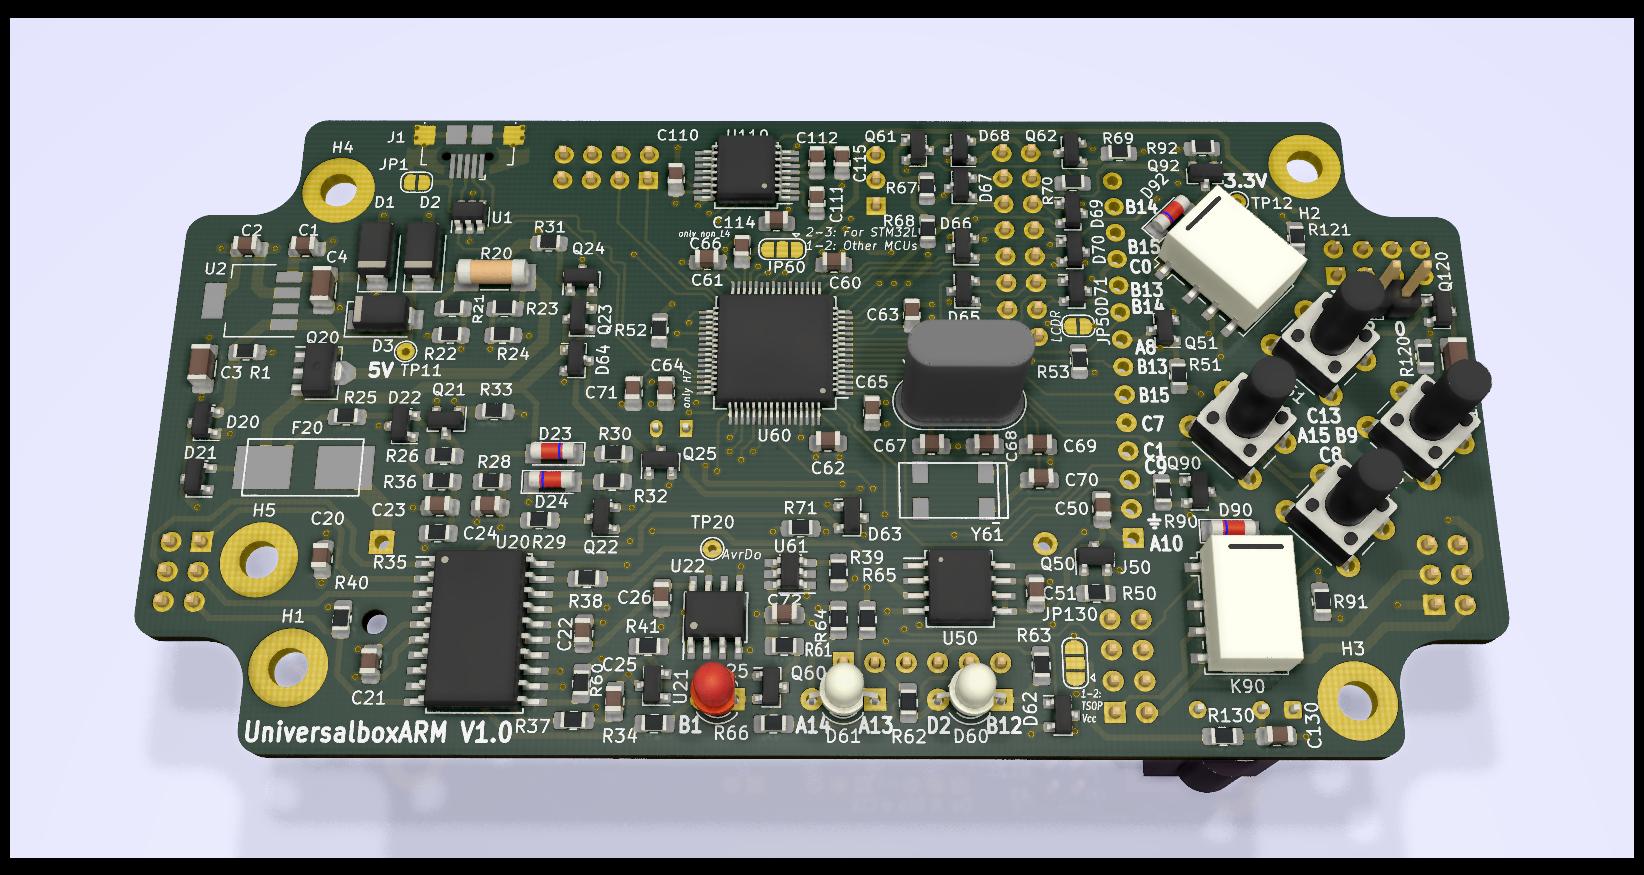 J1
H4
JP1
D1
D2
U1
C2
C1
C4
U2
R20
R31
Q24
R21
R23
Q23
R22
R24
D3
5V
TP11
Q20
C3
R1
D64
R52
D20
D21
R25
D22
Q21
R33
F20
R26
R36
R28
D23
R30
D24
R32
Q25
C23
C24
U20
R29
Q22
H5
C20
R35
R40
H1
C21
UniversalboxARM V1.0
R37
R38
C22
R60
R34
C25
R41
C26
U22
U21
TP20
AvrDo
U61
R71
D63
R39
R65
C72
R64
R61
Q60
B1
R66
A14
D61
A13
R62
D2
D60
B12
D62
R63
JP130
1-2:
TSOP
Vcc
C110
U110
C112
C115
C111
C114
only non L4
C66
C61
JP60
2-3: For STM32L
1-2: Other MCUs
C60
C63
C64
C71
only H7
U60
C65
C62
C67
C68
C69
C70
Y61
U50
C50
C51
Q50
J50
R50
Q61
D68
Q62
R69
R67
D67
R70
R68
D66
D69
D70
D65
D71
LCDR
JP50
R53
R92
Q92
D92
3.3V
TP12
H2
R121
B14
B15
C0
B13
B14
A8
B13
B15
C7
C1
C9
A10
Q51
R51
Q120
R120
C13
A15
B9
C8
Q90
R90
D90
R91
K90
H3
R130
C130